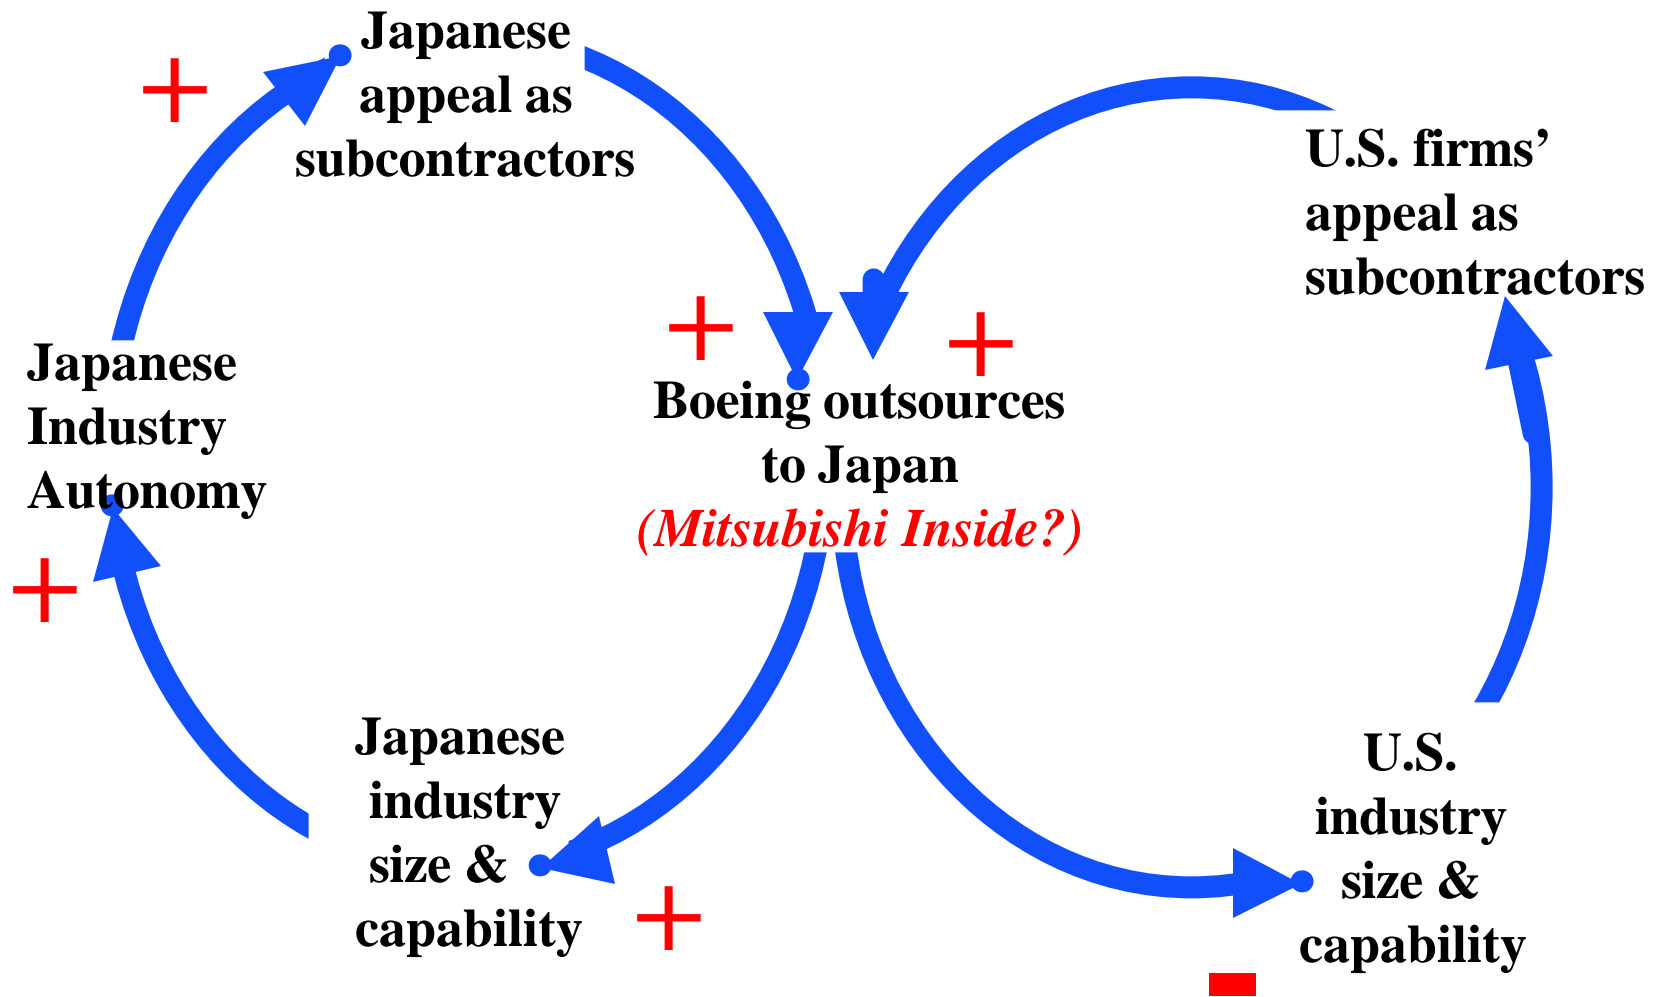 Japanese
appeal as
subcontractors
+
U.S. firms’
appeal as
subcontractors
+
+
Japanese
Industry
Autonomy
Boeing outsources
to Japan
(Mitsubishi Inside?)
+
Japanese
industry
size &
capability
+
U.S.
industry
size &
capability
-